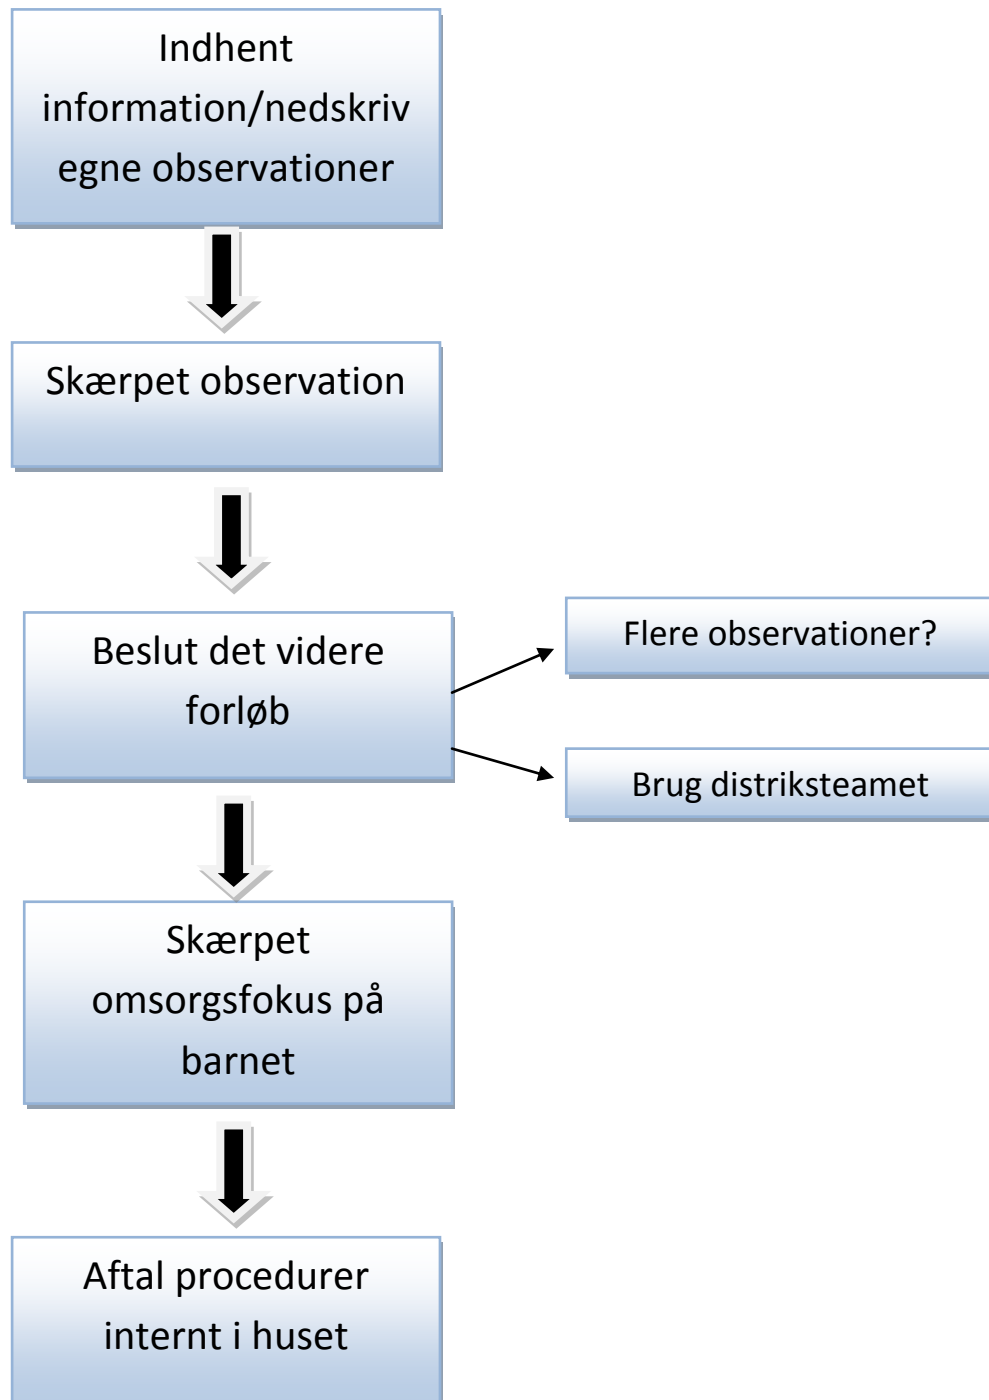 Indhent
information/nedskriv
egne observationer
Skærpet observation
Beslut det videre
forløb
Flere observationer?
Brug distriksteamet
Skærpet
omsorgsfokus på
barnet
Aftal procedurer
internt i huset